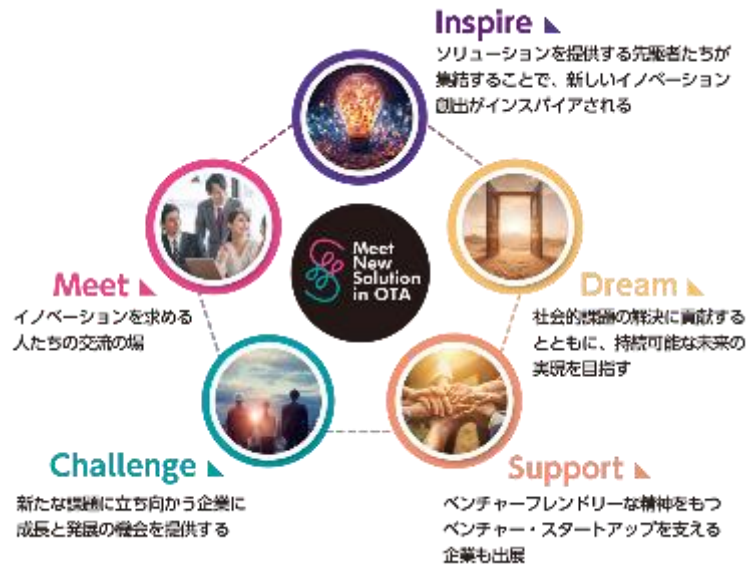 Inspire
ソリューションを提供する先駆者たちが
集結することで、新しいイノベーション
創出がインスパイアされる
Meet
New
Solution
in OTA
Meet
イノベーションを求める
人たちの交流の場
Dream
社会的課題の解決に貢献する
とともに、持続可能な未来の
実現を目指す
Challenge
新たな課題に立ち向かう企業に
成長と発展の機会を提供する
Support
ベンチャーフレンドリーな精神をもつ
ベンチャー・スタートアップを支える
企業も出展